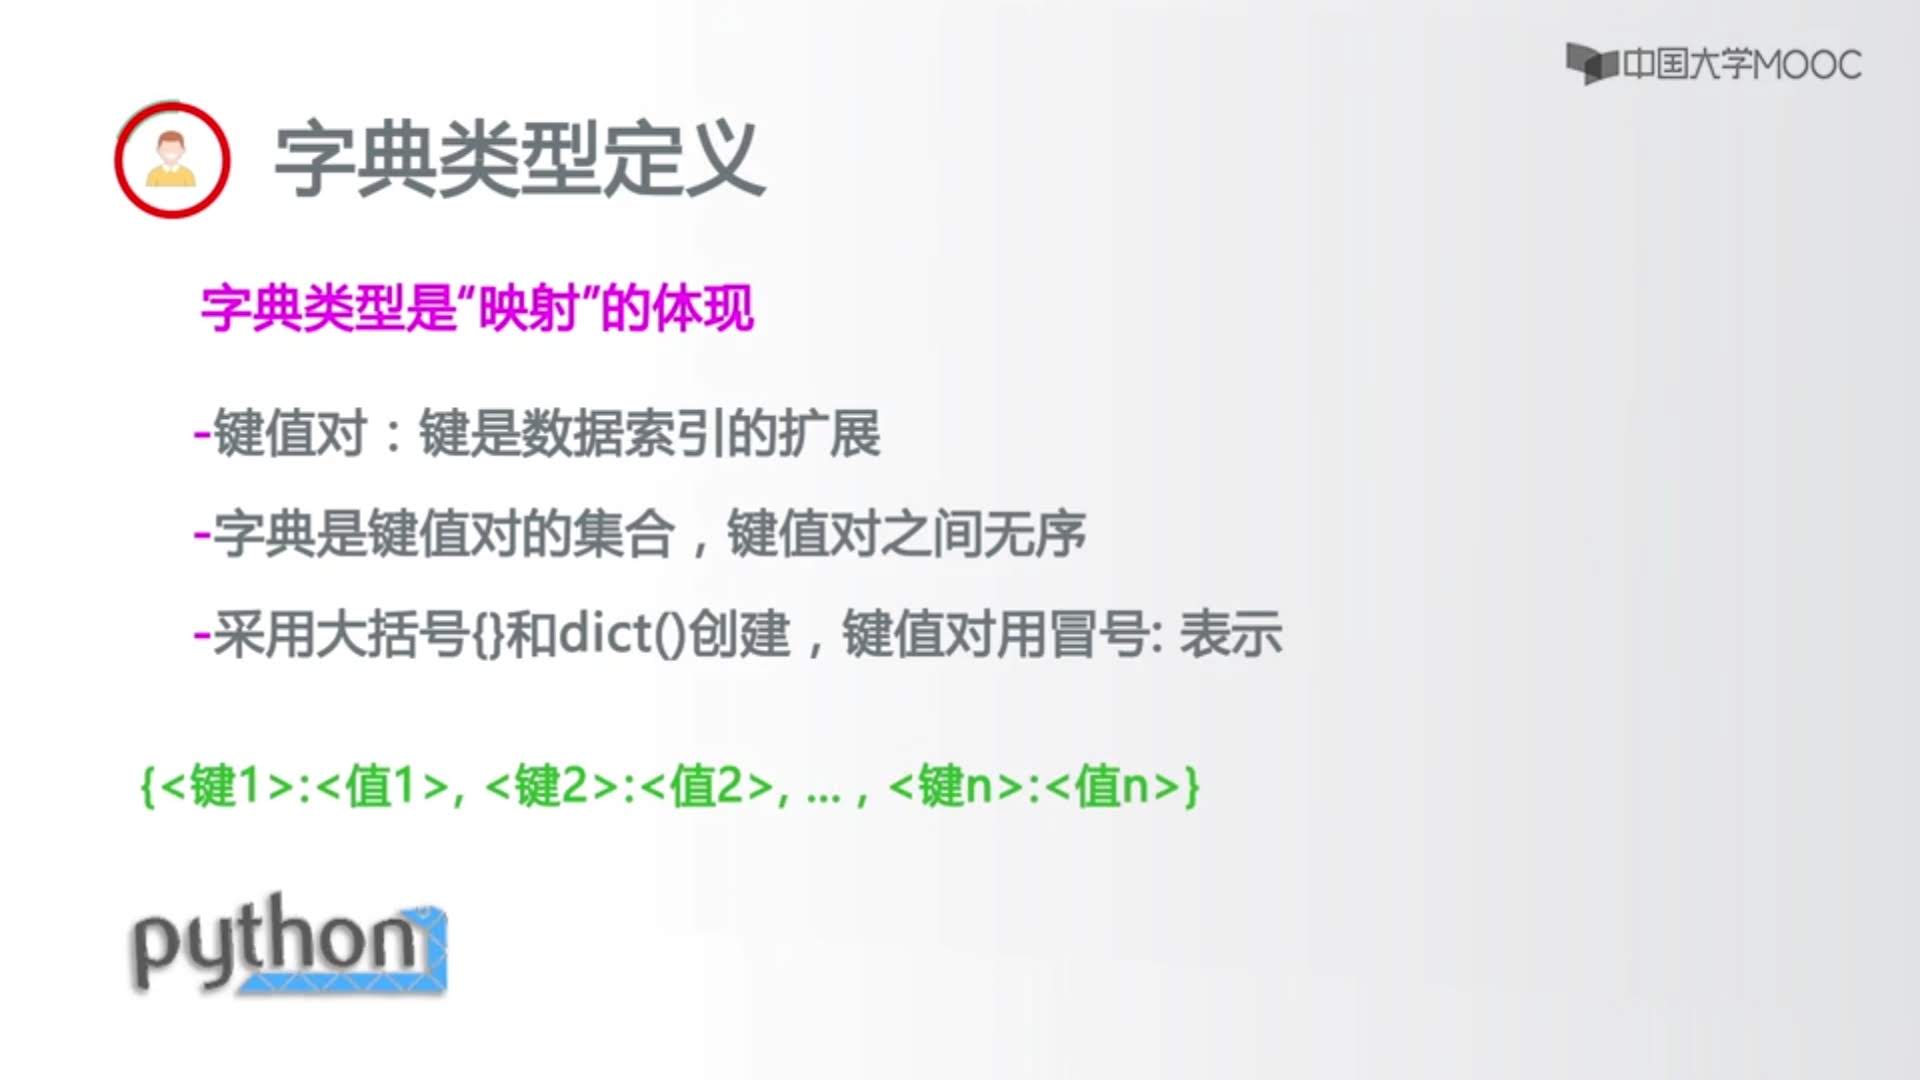 中国大学MOOC
字典类型定义
字典类型是“映射”的体现
-键值对：键是数据索引的扩展
-字典是键值对的集合，键值对之间无序
-采用大括号{}和dict()创建，键值对用冒号: 表示
{<键1>:<值1>, <键2>:<值2>, … , <键n>:<值n>}
python